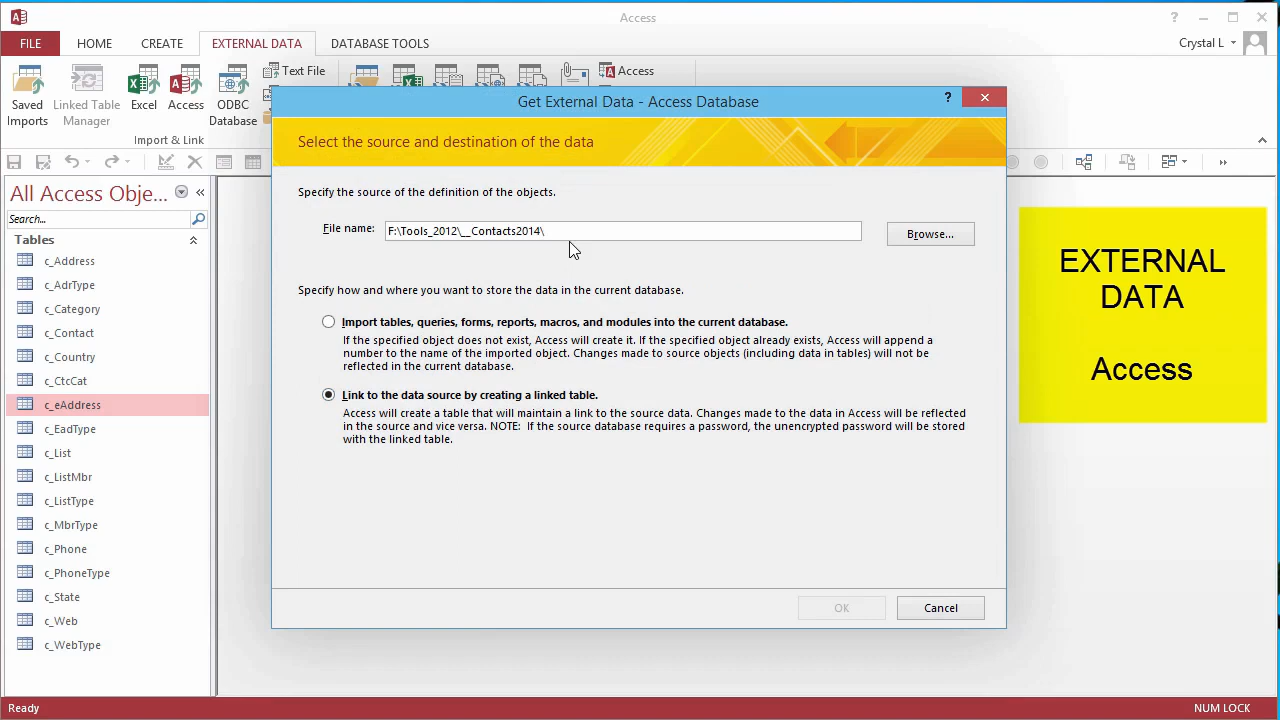 Access
?
FILE
HOME
CREATE
EXTERNAL DATA
DATABASE TOOLS
Crystal L
Saved
Imports
Linked Table
Manager
Excel
Access
ODBC
Database
Text File
Access
Import & Link
All Access Obje...
Search...
Tables
c_Address
c_AdrType
c_Category
c_Contact
c_Country
c_CtcCat
c_eAddress
c_EadType
c_List
c_ListMbr
c_ListType
c_MbrType
c_Phone
c_PhoneType
c_State
c_Web
c_WebType
Get External Data - Access Database
?
Select the source and destination of the data
Specify the source of the definition of the objects.
File name:
F:\Tools_2012\__Contacts2014\
Browse...
Specify how and where you want to store the data in the current database.
Import tables, queries, forms, reports, macros, and modules into the current database.
If the specified object does not exist, Access will create it. If the specified object already exists, Access will append a
number to the name of the imported object. Changes made to source objects (including data in tables) will not be
reflected in the current database.
Link to the data source by creating a linked table.
Access will create a table that will maintain a link to the source data. Changes made to the data in Access will be reflected
in the source and vice versa. NOTE: If the source database requires a password, the unencrypted password will be stored
with the linked table.
OK
Cancel
EXTERNAL
DATA
Access
Ready
NUM LOCK